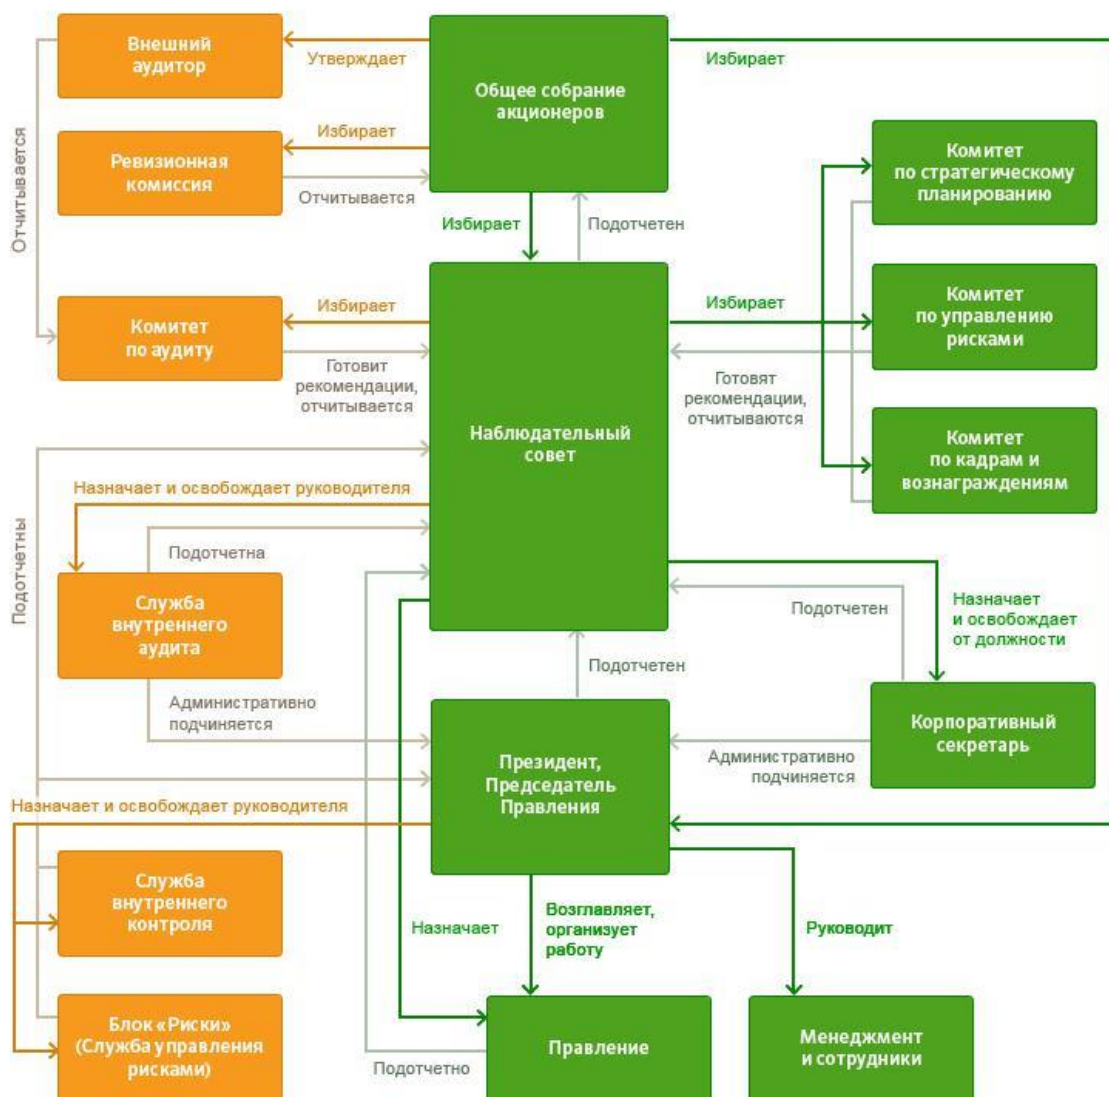 Внешний
аудитор
Утверждает
Общее собрание
акционеров
Избирает
Ревизионная
комиссия
Избирает
Отчитывается
Отчитывается
Комитет
по стратегическому
планированию
Избирает
Подотчетен
Комитет
по аудиту
Избирает
Готовит
рекомендации,
отчитывается
Наблюдательный
совет
Избирает
Готовят
рекомендации,
отчитываются
Комитет
по управлению
рисками
Комитет
по кадрам и
вознаграждениям
Назначает и освобождает руководителя
Подотчетны
Подотчетна
Служба
внутреннего
аудита
Подотчетен
Назначает
и освобождает
от должности
Подотчетен
Административно
подчиняется
Президент,
Председатель
Правления
Административно
подчиняется
Корпоративный
секретарь
Назначает и освобождает руководителя
Служба
внутреннего
контроля
Назначает
Возглавляет,
организует
работу
Руководит
Блок «Риски»
(Служба управления
рисками)
Подотчетно
Правление
Менеджмент
и сотрудники